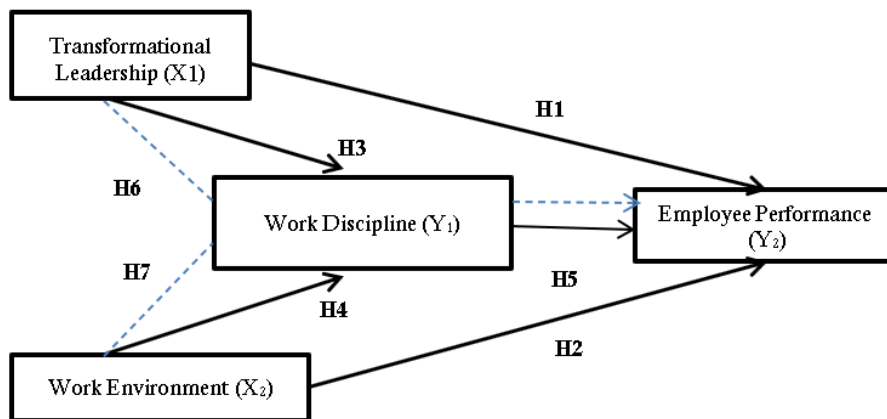 Transformational
Leadership (X1)
H1
H3
H6
Work Discipline (Y₁)
Employee Performance
(Y₂)
H7
H5
H4
H2
Work Environment (X₂)